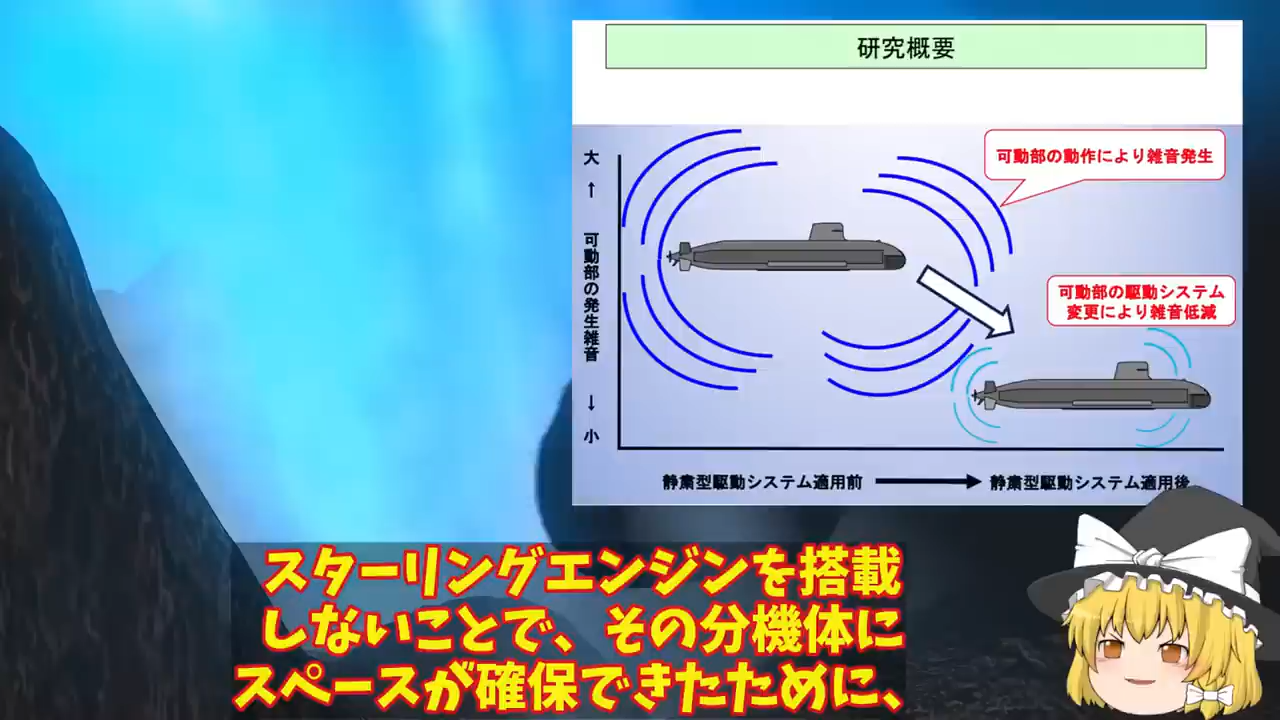 研究概要
大
↑
可動部の発生雑音
↓
小
可動部の動作により雑音発生
可動部の駆動システム
変更により雑音低減
静粛型駆動システム適用前
静粛型駆動システム適用後
スターリングエンジンを搭載
しないことで、その分機体に
スペースが確保できたために、